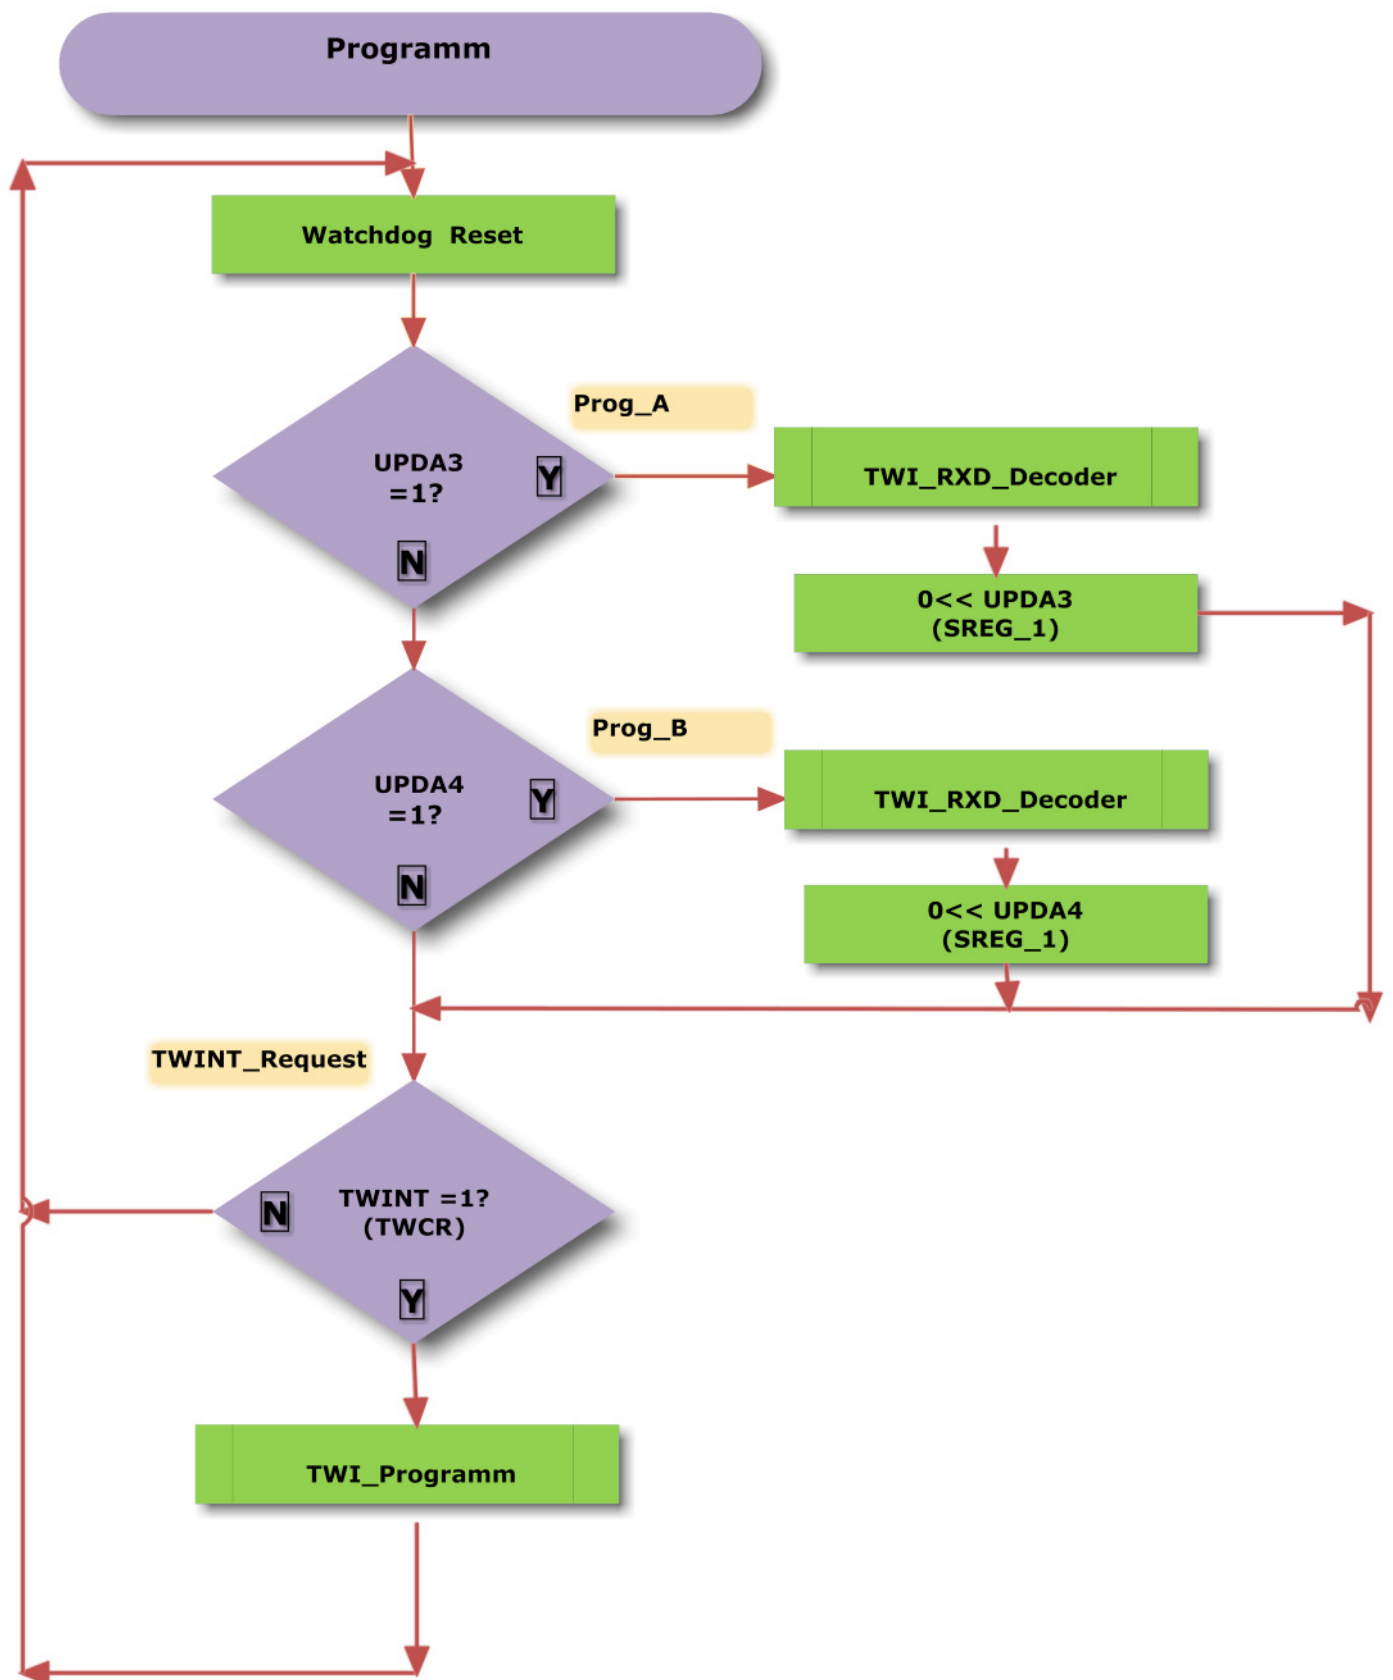 Programm
Watchdog  Reset
Prog_A
UPDA3
=1?
Y
N
TWI_RXD_Decoder
0<< UPDA3
(SREG_1)
Prog_B
UPDA4
=1?
Y
N
TWI_RXD_Decoder
0<< UPDA4
(SREG_1)
TWINT_Request
TWINT =1?
(TWCR)
N
Y
TWI_Programm